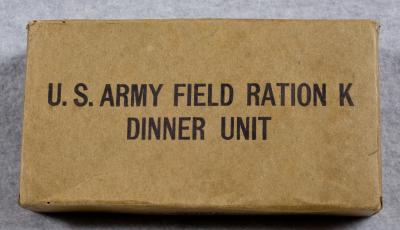 U. S. ARMY FIELD RATION K
DINNER UNIT